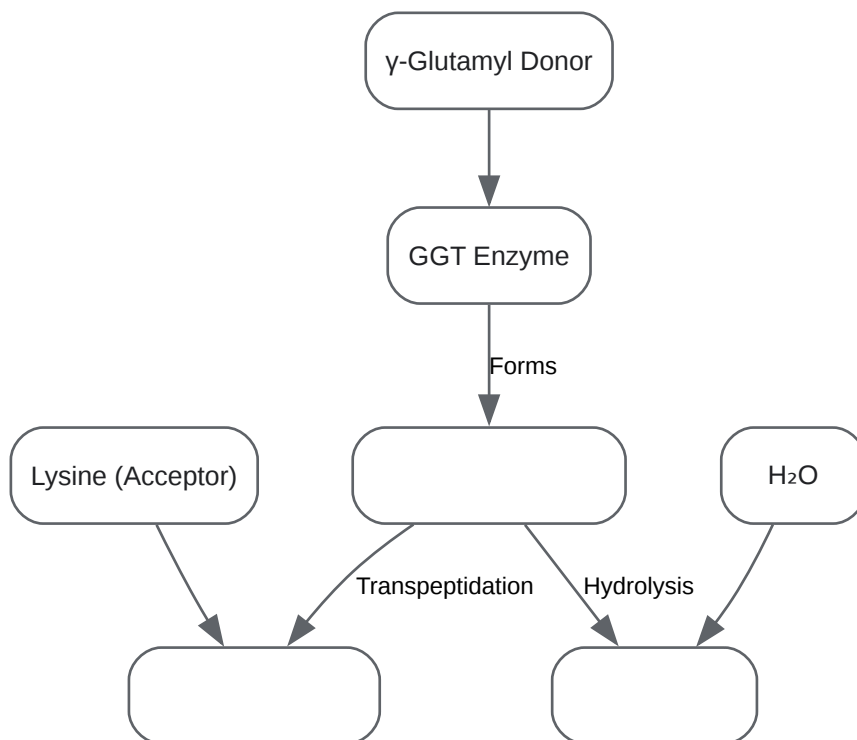 γ-Glutamyl Donor
GGT Enzyme
Forms
Lysine (Acceptor)
H₂O
Transpeptidation
Hydrolysis